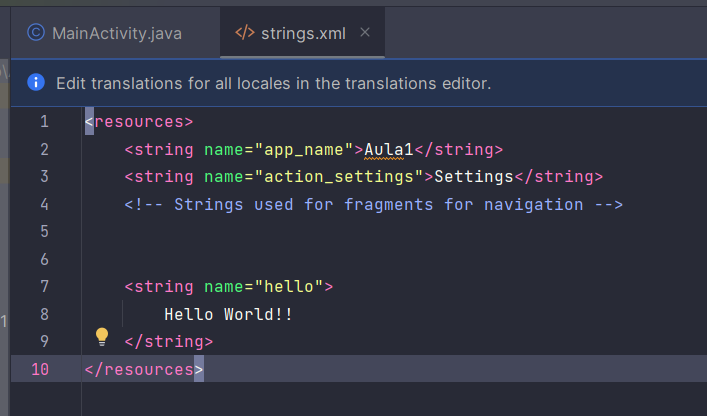 MainActivity.java
strings.xml
Edit translations for all locales in the translations editor.
1 <resources>
2 <string name="app_name">Aula1</string>
3 <string name="action_settings">Settings</string>
4 <!-- Strings used for fragments for navigation -->
5
6
7 <string name="hello">
8 Hello World!!
9 </string>
10 </resources>